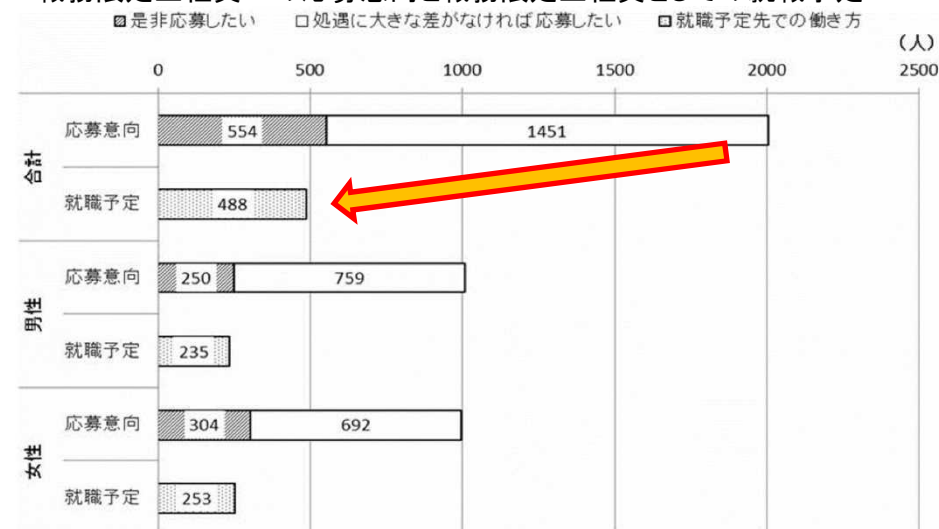 是非応募したい 処遇に大きな差がなければ応募したい 就職予定先での働き方
(人)
0 500 1000 1500 2000 2500
合計
応募意向 554 1451
就職予定 488
男性
応募意向 250 759
就職予定 235
女性
応募意向 304 692
就職予定 253